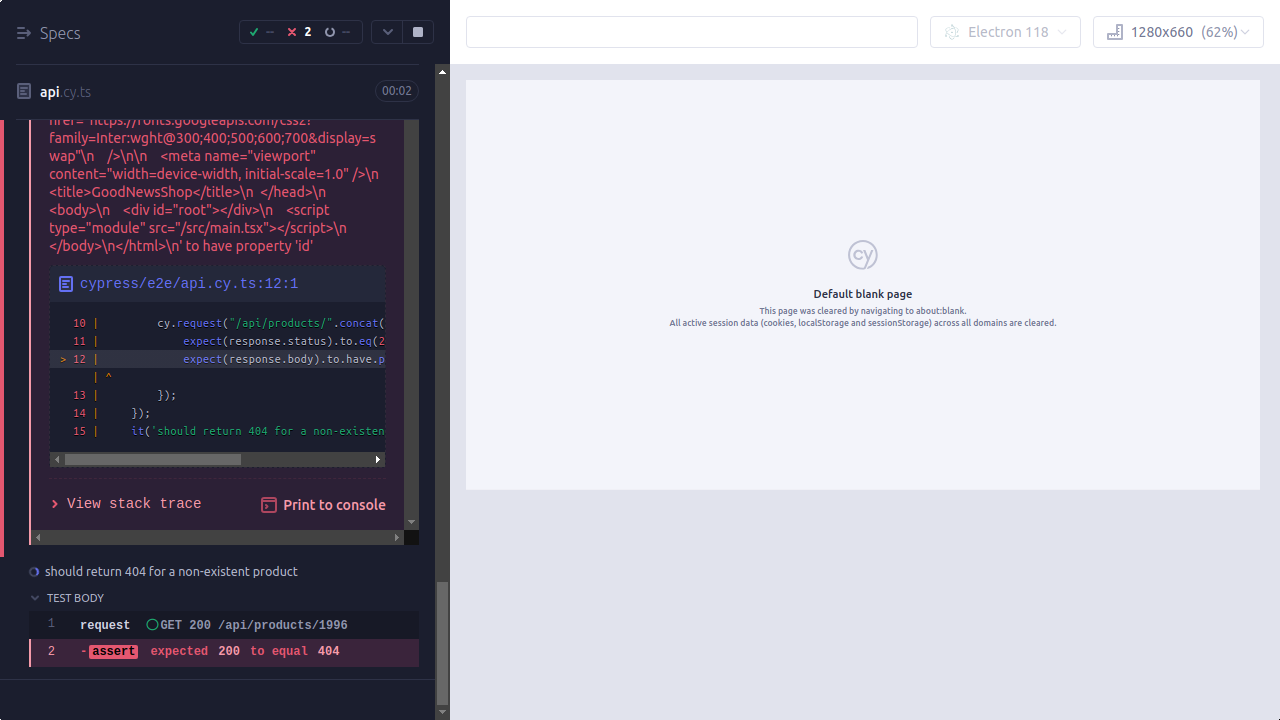 Specs
-- 2 --
Electron 118
1280x660 (62%)
api.cy.ts
00:02
href="https://fonts.googleapis.com/css2?
family=Inter:wght@300;400;500;600;700&display=s
wap"\n />\n\n <meta name="viewport"
content="width=device-width, initial-scale=1.0" />\n
<title>GoodNewsShop</title>\n </head>\n
<body>\n <div id="root"></div>\n <script
type="module" src="/src/main.tsx"></script>\n
</body>\n</html>\n' to have property 'id'
cypress/e2e/api.cy.ts:12:1
10 | cy.request("/api/products/".concat(
11 | expect(response.status).to.eq(2
> 12 | expect(response.body).to.have.p
| ^
13 | });
14 | });
15 | it('should return 404 for a non-existen
View stack trace
Print to console
should return 404 for a non-existent product
TEST BODY
1 request GET 200 /api/products/1996
2 -assert expected 200 to equal 404
cy
Default blank page
This page was cleared by navigating to about:blank.
All active session data (cookies, localStorage and sessionStorage) across all domains are cleared.